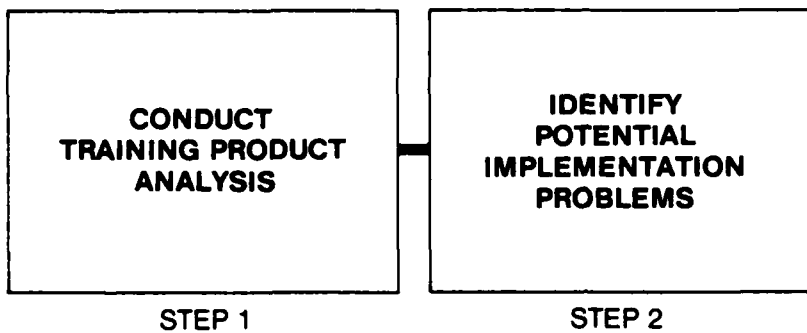 CONDUCT
TRAINING PRODUCT
ANALYSIS
STEP 1
IDENTIFY
POTENTIAL
IMPLEMENTATION
PROBLEMS
STEP 2